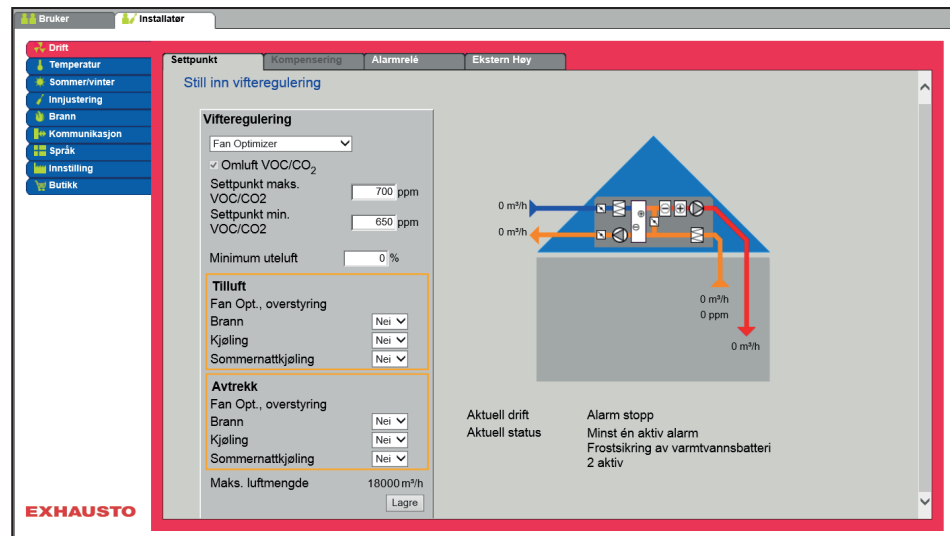 Bruker
Installatør
Drift
Temperatur
Sommer/vinter
Innjustering
Brann
Kommunikasjon
Språk
Innstilling
Butikk
EXHAUSTO
Settpunkt
Kompensering
Alarmrelé
Ekstern Høy
Still inn vifteregulering
Vifteregulering
Fan Optimizer
Omluft VOC/CO2
Settpunkt maks.
VOC/CO2 700 ppm
Settpunkt min.
VOC/CO2 650 ppm
Minimum uteluft 0 %
Tilluft
Fan Opt., overstyring
Brann Nei
Kjøling Nei
Sommernattkjøling Nei
Avtrekk
Fan Opt., overstyring
Brann Nei
Kjøling Nei
Sommernattkjøling Nei
Maks. luftmengde 18000 m³/h
Lagre
0 m³/h
0 m³/h
0 m³/h
0 ppm
0 m³/h
Aktuell drift Alarm stopp
Aktuell status Minst én aktiv alarm
Frostsikring av varmtvannsbatteri
2 aktiv